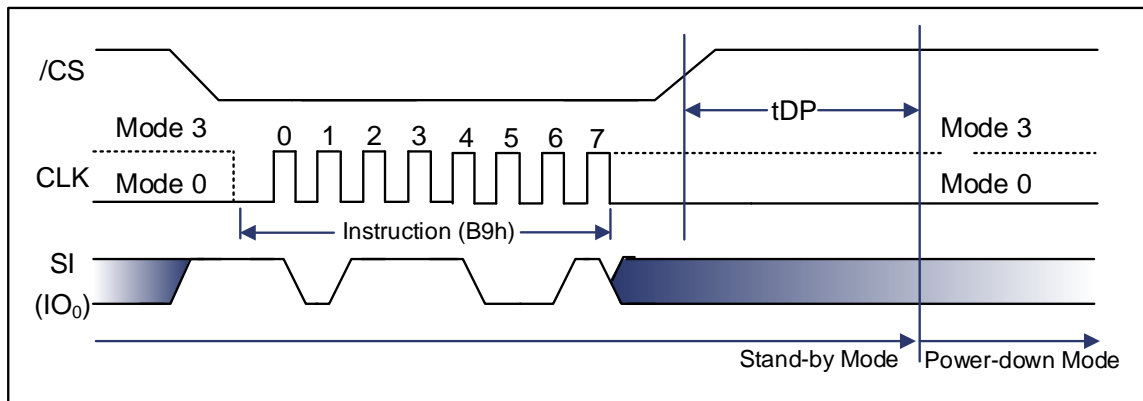 /CS
tDP
Mode 3 0 1 2 3 4 5 6 7 Mode 3
CLK Mode 0 Mode 0
Instruction (B9h)
SI
(IO₀)
Stand-by Mode Power-down Mode